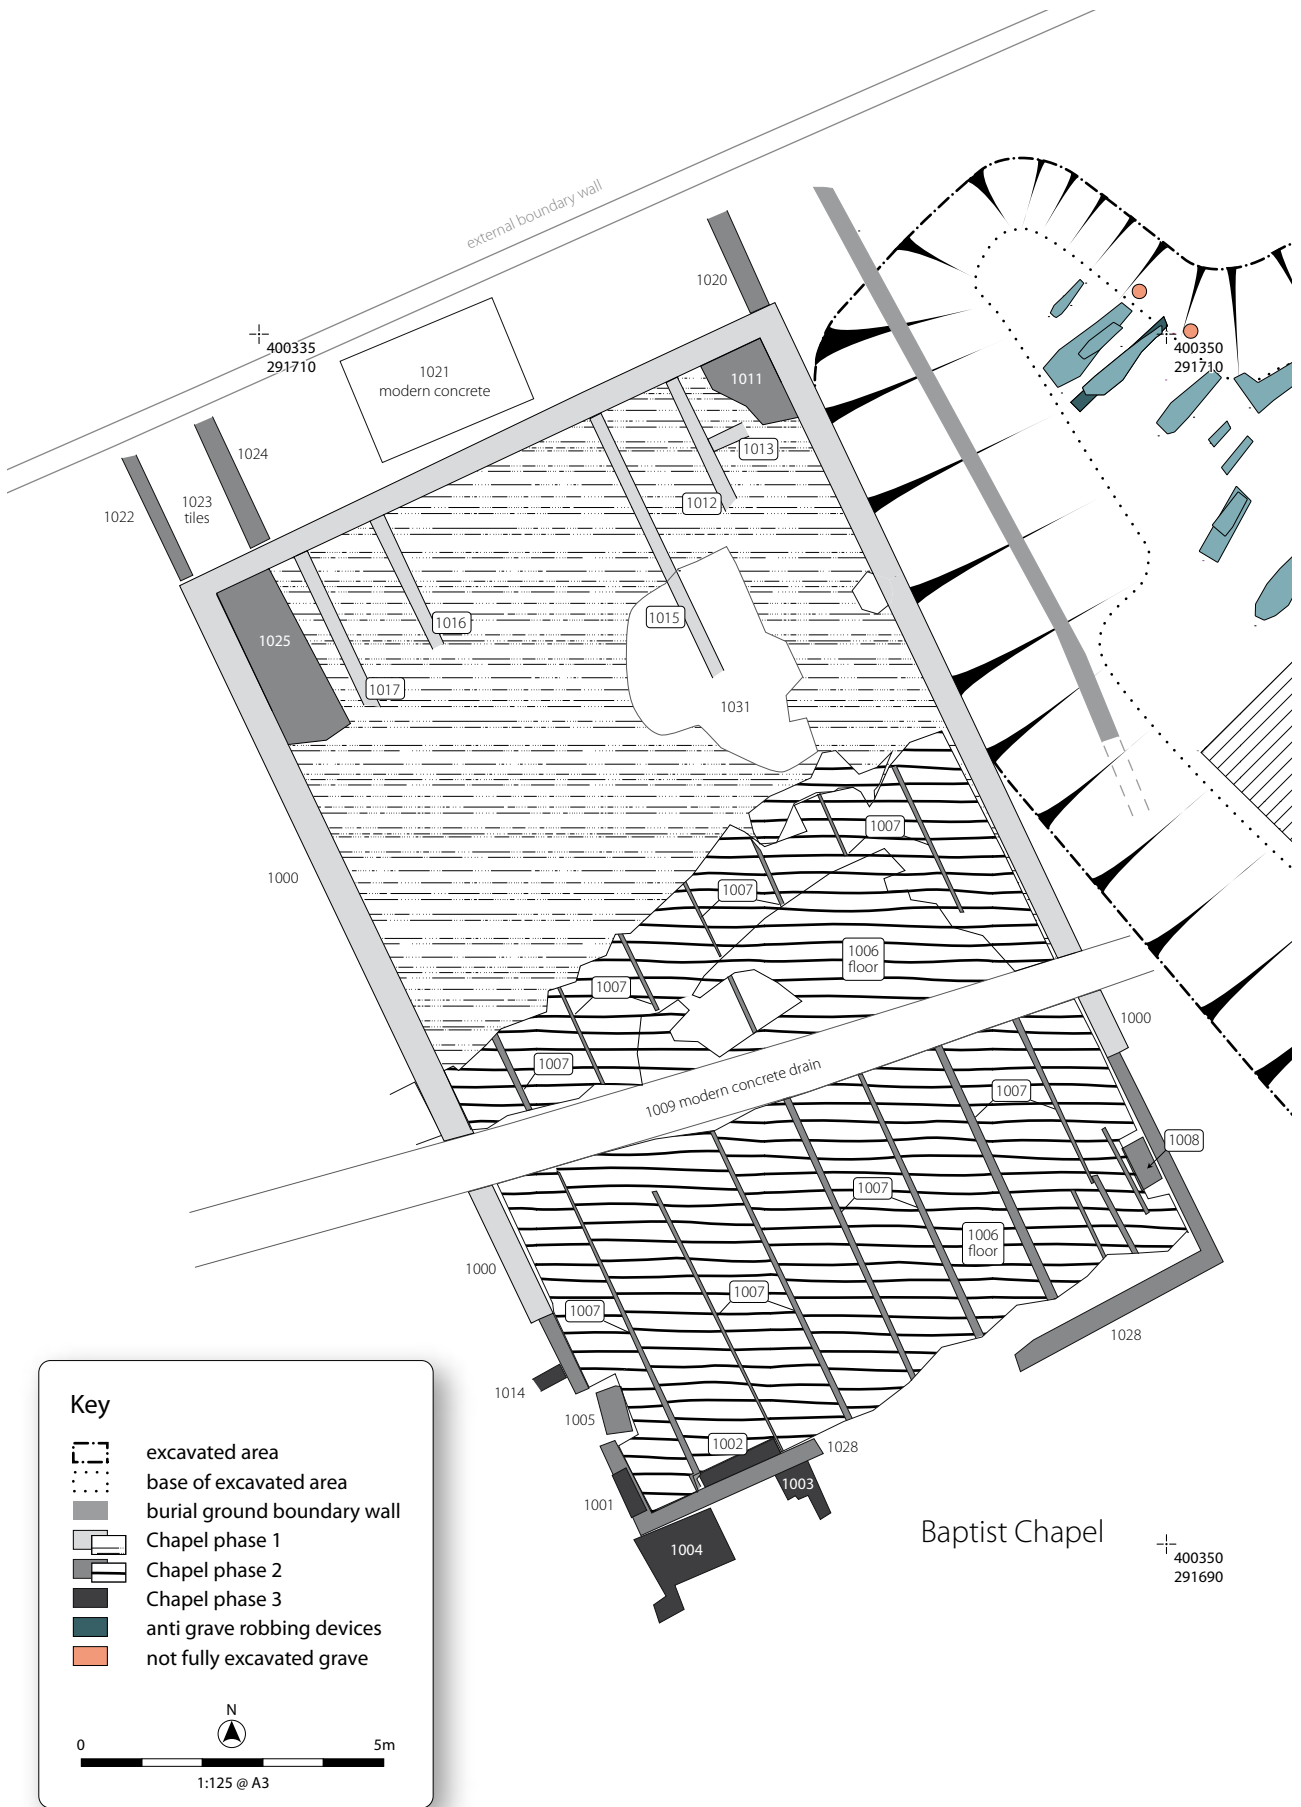 external boundary wall
1020
400335
291710
400350
291710
1021
modern concrete
1011
1024
1013
1023
tiles
1012
1022
1016
1015
1025
1017
1031
1007
1000
1007
1006
floor
1007
1000
1007
1009 modern concrete drain
1007
1008
1007
1006
floor
1000
1007
1007
1028
1014
1005
1002
1028
1003
1001
1004
Baptist Chapel
400350
291690
Key
excavated area
base of excavated area
burial ground boundary wall
Chapel phase 1
Chapel phase 2
Chapel phase 3
anti grave robbing devices
not fully excavated grave
N
0
5m
1:125 @ A3